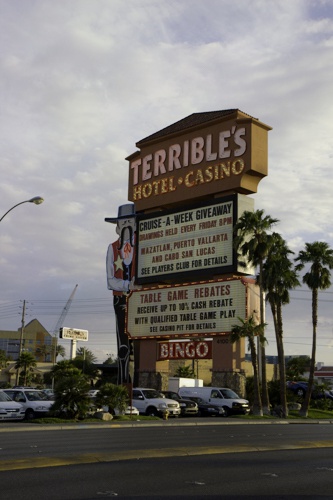 TERRIBLE'S
HOTEL • CASINO
CRUISE-A-WEEK GIVEAWAY
DRAWINGS HELD EVERY FRIDAY 8PM
MAZATLAN, PUERTO VALLARTA
AND CABO SAN LUCAS
SEE PLAYERS CLUB FOR DETAILS
TABLE GAME REBATES
RECEIVE UP TO 10% CASH REBATE
WITH QUALIFIED TABLE GAME PLAY
SEE CASINO PIT FOR DETAILS
BINGO